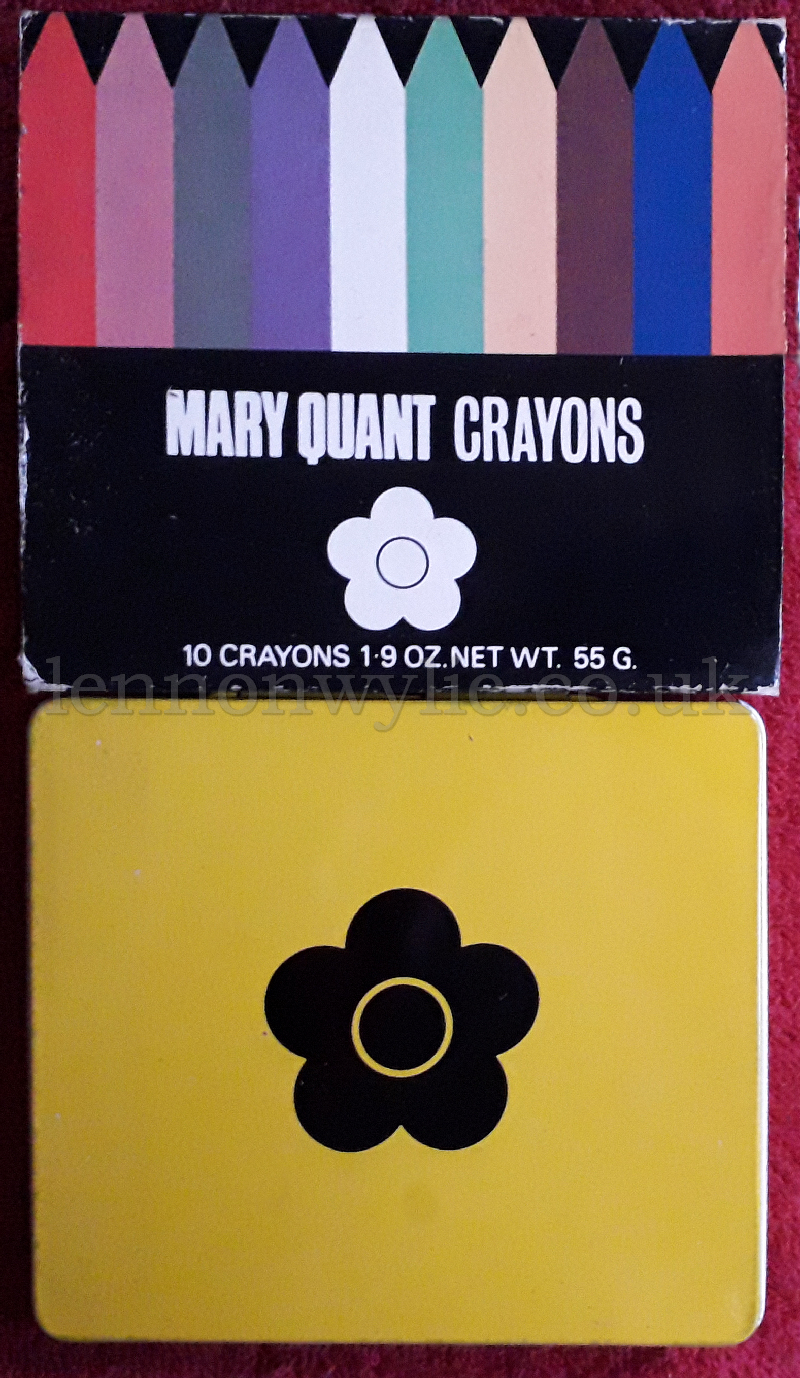 MARY QUANT CRAYONS
10 CRAYONS 1·9 OZ. NET WT. 55 G.
lennonwylie.co.uk